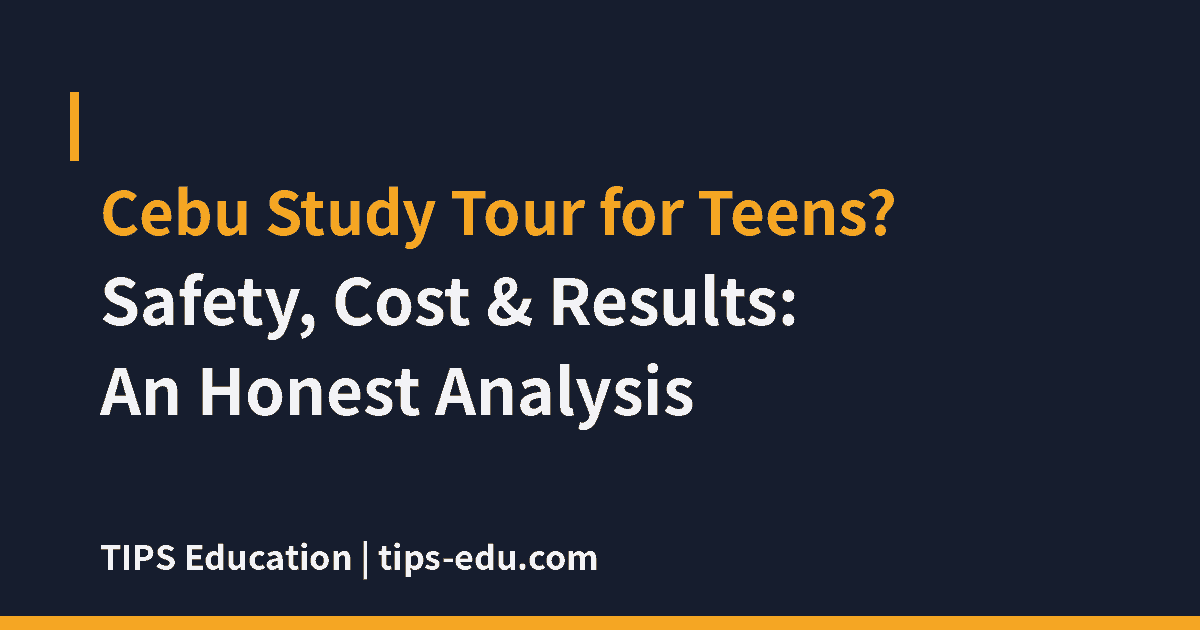 Cebu Study Tour for Teens?
Safety, Cost & Results:
An Honest Analysis
TIPS Education | tips-edu.com